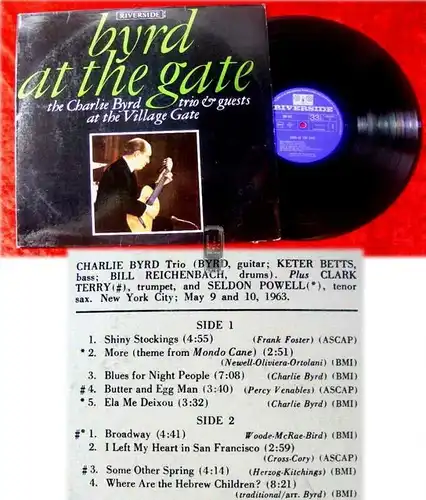 RIVERSIDE
byrd
at the gate
the Charlie Byrd trio & guests
at the Village Gate
RIVERSIDE
33⅓
CHARLIE BYRD Trio (BYRD, guitar; KETER BETTS,
bass; BILL REICHENBACH, drums). Plus CLARK
TERRY(#), trumpet, and SELDON POWELL(*), tenor
sax. New York City; May 9 and 10, 1963.
SIDE 1
1. Shiny Stockings (4:55) (Frank Foster) (ASCAP)
* 2. More (theme from Mondo Cane) (2:51)
(Newell-Oliviera-Ortolani) (BMI)
3. Blues for Night People (7:08) (Charlie Byrd) (BMI)
# 4. Butter and Egg Man (3:40) (Percy Venables) (ASCAP)
* 5. Ela Me Deixou (3:32) (Charlie Byrd) (BMI)
SIDE 2
#* 1. Broadway (4:41) Woode-McRae-Bird) (BMI)
2. I Left My Heart in San Francisco (2:59)
(Cross-Cory) (ASCAP)
# 3. Some Other Spring (4:14) (Herzog-Kitchings) (BMI)
4. Where Are the Hebrew Children? (8:21)
(traditional/arr. Byrd) (BMI)